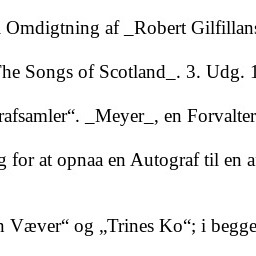 Omdigtning af _Robert Gilfillans
The Songs of Scotland_. 3. Udg. 1
rafsamler“. _Meyer_, en Forvalter
g for at opnaa en Autograf til en a
n Væver“ og „Trines Ko“; i begge